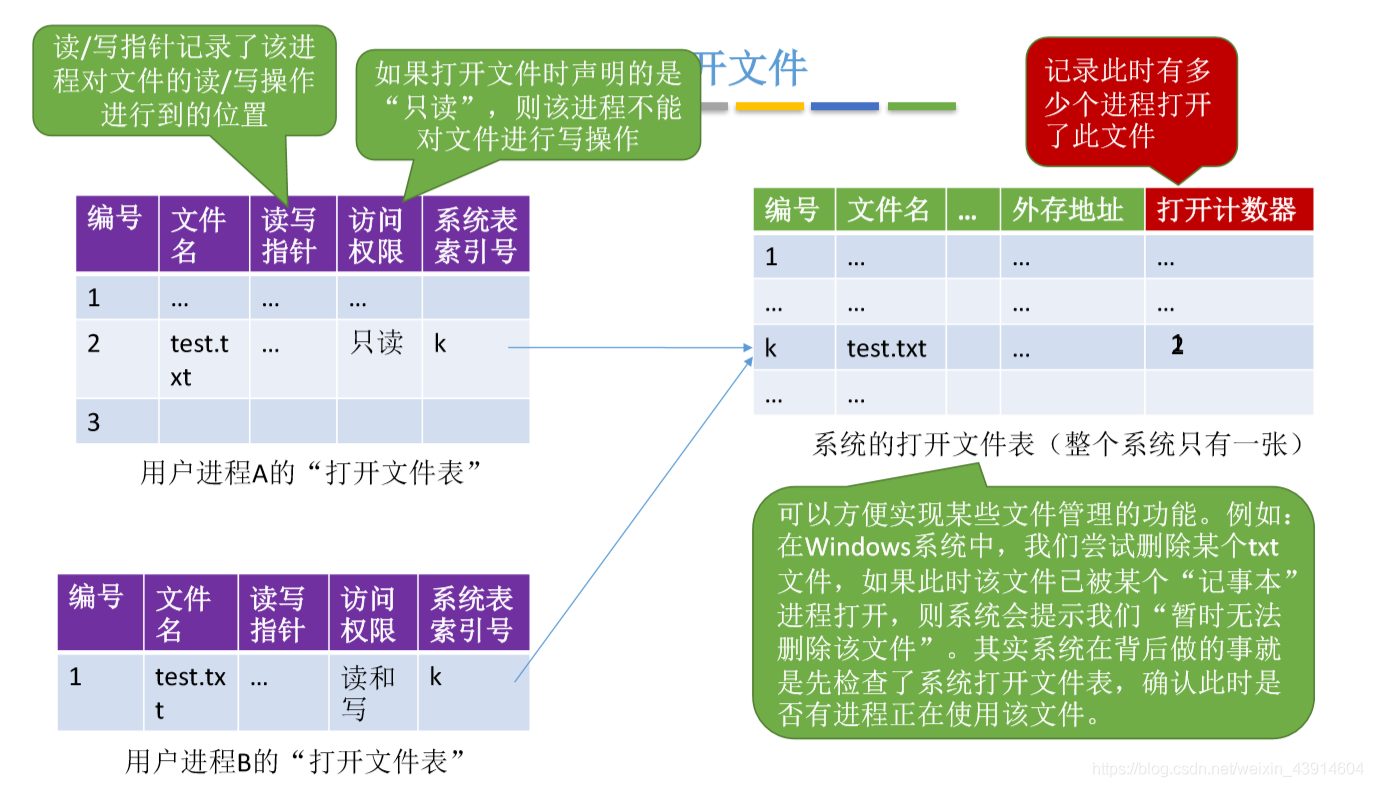 读/写指针记录了该进
程对文件的读/写操作
进行到的位置
如果打开文件时声明的是
“只读”，则该进程不能
对文件进行写操作
开文件
记录此时有多
少个进程打开
了此文件
编号 文件名 读写指针 访问权限 系统表索引号
1 … … …
2 test.txt … 只读 k
3
用户进程A的“打开文件表”
编号 文件名 … 外存地址 打开计数器
1 … … …
… … … …
k test.txt …
… …
系统的打开文件表（整个系统只有一张）
可以方便实现某些文件管理的功能。例如：
在Windows系统中，我们尝试删除某个txt
文件，如果此时该文件已被某个“记事本”
进程打开，则系统会提示我们“暂时无法
删除该文件”。其实系统在背后做的事就
是先检查了系统打开文件表，确认此时是
否有进程正在使用该文件。
编号 文件名 读写指针 访问权限 系统表索引号
1 test.txt … 读和写 k
用户进程B的“打开文件表”
https://blog.csdn.net/weixin_43914604